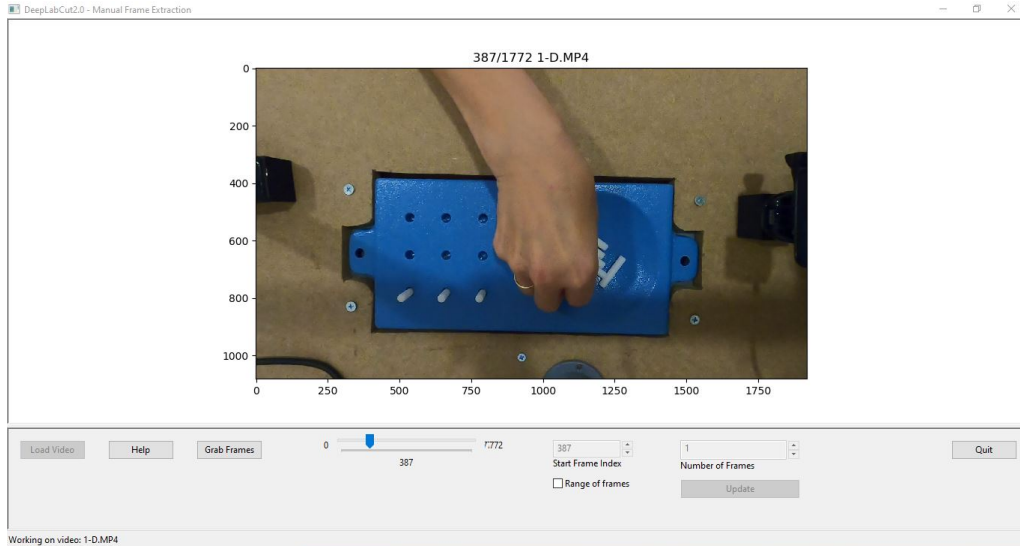 DeepLabCut2.0 - Manual Frame Extraction
387/1772 1-D.MP4
0
200
400
600
800
1000
0 250 500 750 1000 1250 1500 1750
Load Video Help Grab Frames 0 387 Start Frame Index 387 1 Number of Frames Quit
Range of frames Update
Working on video: 1-D.MP4